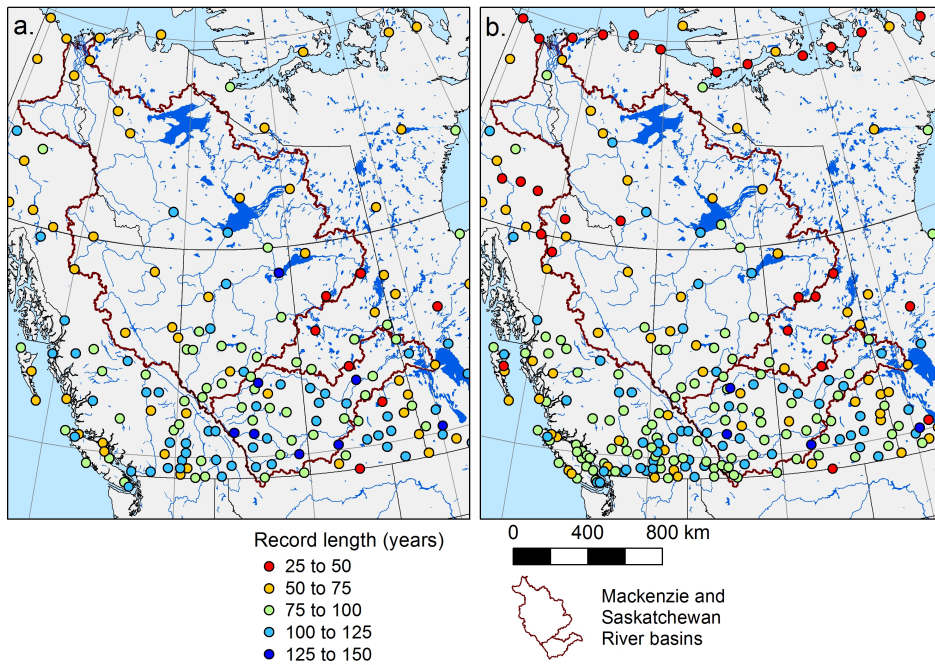 a.
b.
Record length (years)
25 to 50
50 to 75
75 to 100
100 to 125
125 to 150
0 400 800 km
Mackenzie and
Saskatchewan
River basins